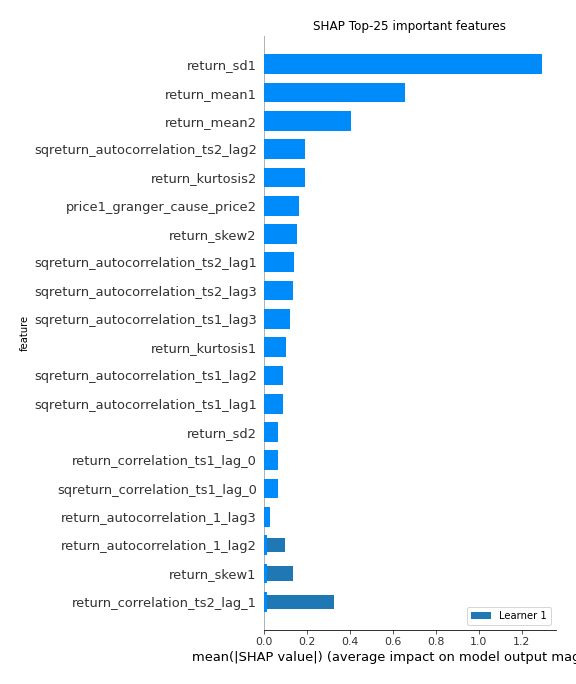 SHAP Top-25 important features
return_sd1
return_mean1
return_mean2
sqreturn_autocorrelation_ts2_lag2
return_kurtosis2
price1_granger_cause_price2
return_skew2
sqreturn_autocorrelation_ts2_lag1
sqreturn_autocorrelation_ts2_lag3
sqreturn_autocorrelation_ts1_lag3
return_kurtosis1
sqreturn_autocorrelation_ts1_lag2
sqreturn_autocorrelation_ts1_lag1
return_sd2
return_correlation_ts1_lag_0
sqreturn_correlation_ts1_lag_0
return_autocorrelation_1_lag3
return_autocorrelation_1_lag2
return_skew1
return_correlation_ts2_lag_1
feature
Learner 1
0.0 0.2 0.4 0.6 0.8 1.0 1.2
mean(|SHAP value|) (average impact on model output mag